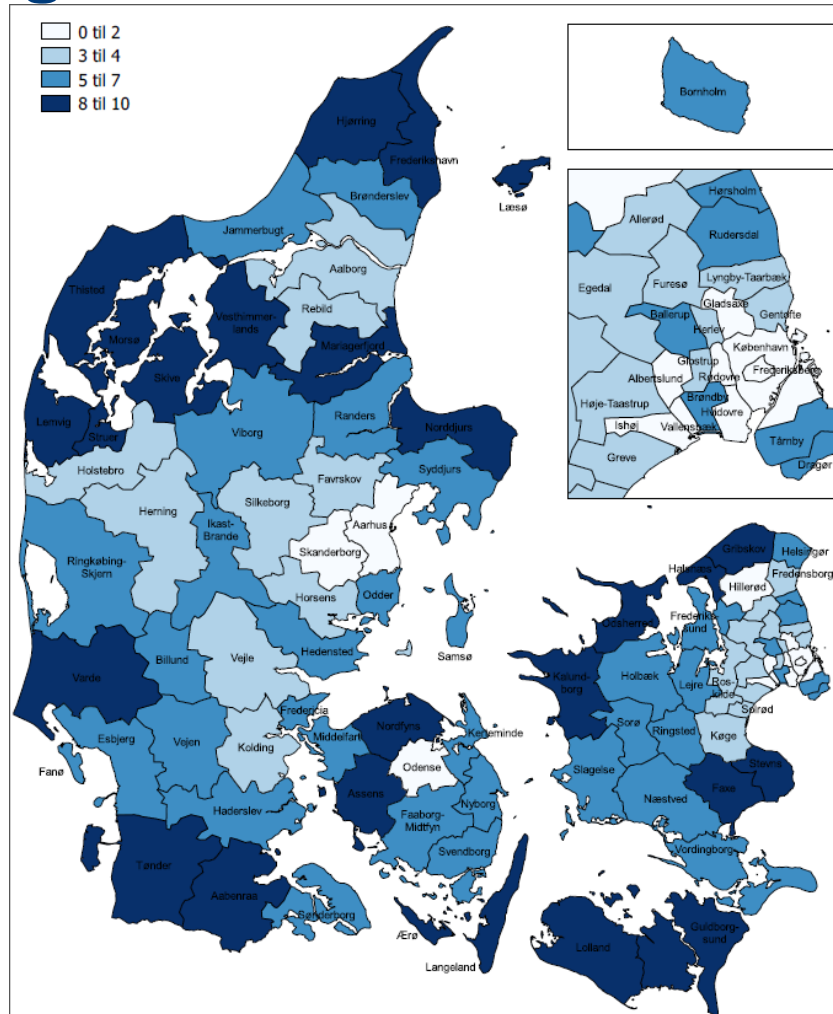 0 til 2
3 til 4
5 til 7
8 til 10
Bornholm
Hjørring
Frederikshavn
Læsø
Brønderslev
Jammerbugt
Aalborg
Thisted
Vesthimmer-
lands
Rebild
Morsø
Mariagerfjord
Skive
Lemvig
Struer
Viborg
Randers
Norddjurs
Holstebro
Favrskov
Syddjurs
Herning
Silkeborg
Ikast-
Brande
Aarhus
Skanderborg
Ringkøbing-
Skjern
Horsens
Odder
Samsø
Hedensted
Varde
Billund
Vejle
Fredericia
Esbjerg
Vejen
Kolding
Fanø
Haderslev
Tønder
Aabenraa
Sønderborg
Middelfart
Nordfyns
Kerteminde
Odense
Assens
Faaborg-
Midtfyn
Nyborg
Svendborg
Ærø
Langeland
Hørsholm
Allerød
Rudersdal
Egedal
Furesø
Lyngby-Taarbæk
Gladsaxe
Gentofte
Ballerup
Herlev
København
Glostrup
Frederiksberg
Albertslund
Rødovre
Høje-Taastrup
Brøndby
Hvidovre
Ishøj
Vallensbæk
Tårnby
Greve
Dragør
Gribskov
Helsingør
Halsnæs
Hillerød
Fredensborg
Odsherred
Frederiks-
sund
Kalund-
borg
Holbæk
Lejre
Ros-
kilde
Solrød
Sorø
Ringsted
Køge
Slagelse
Stevns
Faxe
Næstved
Vordingborg
Guldborg-
sund
Lolland